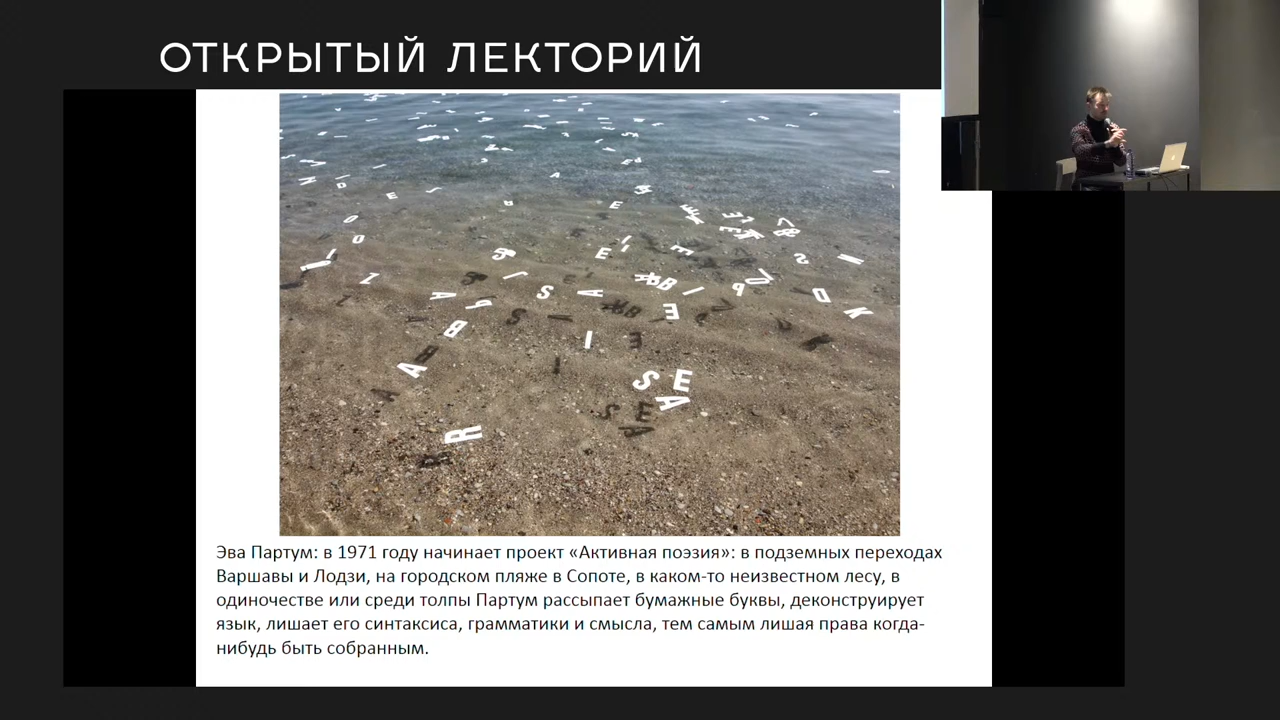 ОТКРЫТЫЙ ЛЕКТОРИЙ
S E
A
Эва Партум: в 1971 году начинает проект «Активная поэзия»: в подземных переходах
Варшавы и Лодзи, на городском пляже в Сопоте, в каком-то неизвестном лесу, в
одиночестве или среди толпы Партум рассыпает бумажные буквы, деконструирует
язык, лишает его синтаксиса, грамматики и смысла, тем самым лишая права когда-
нибудь быть собранным.